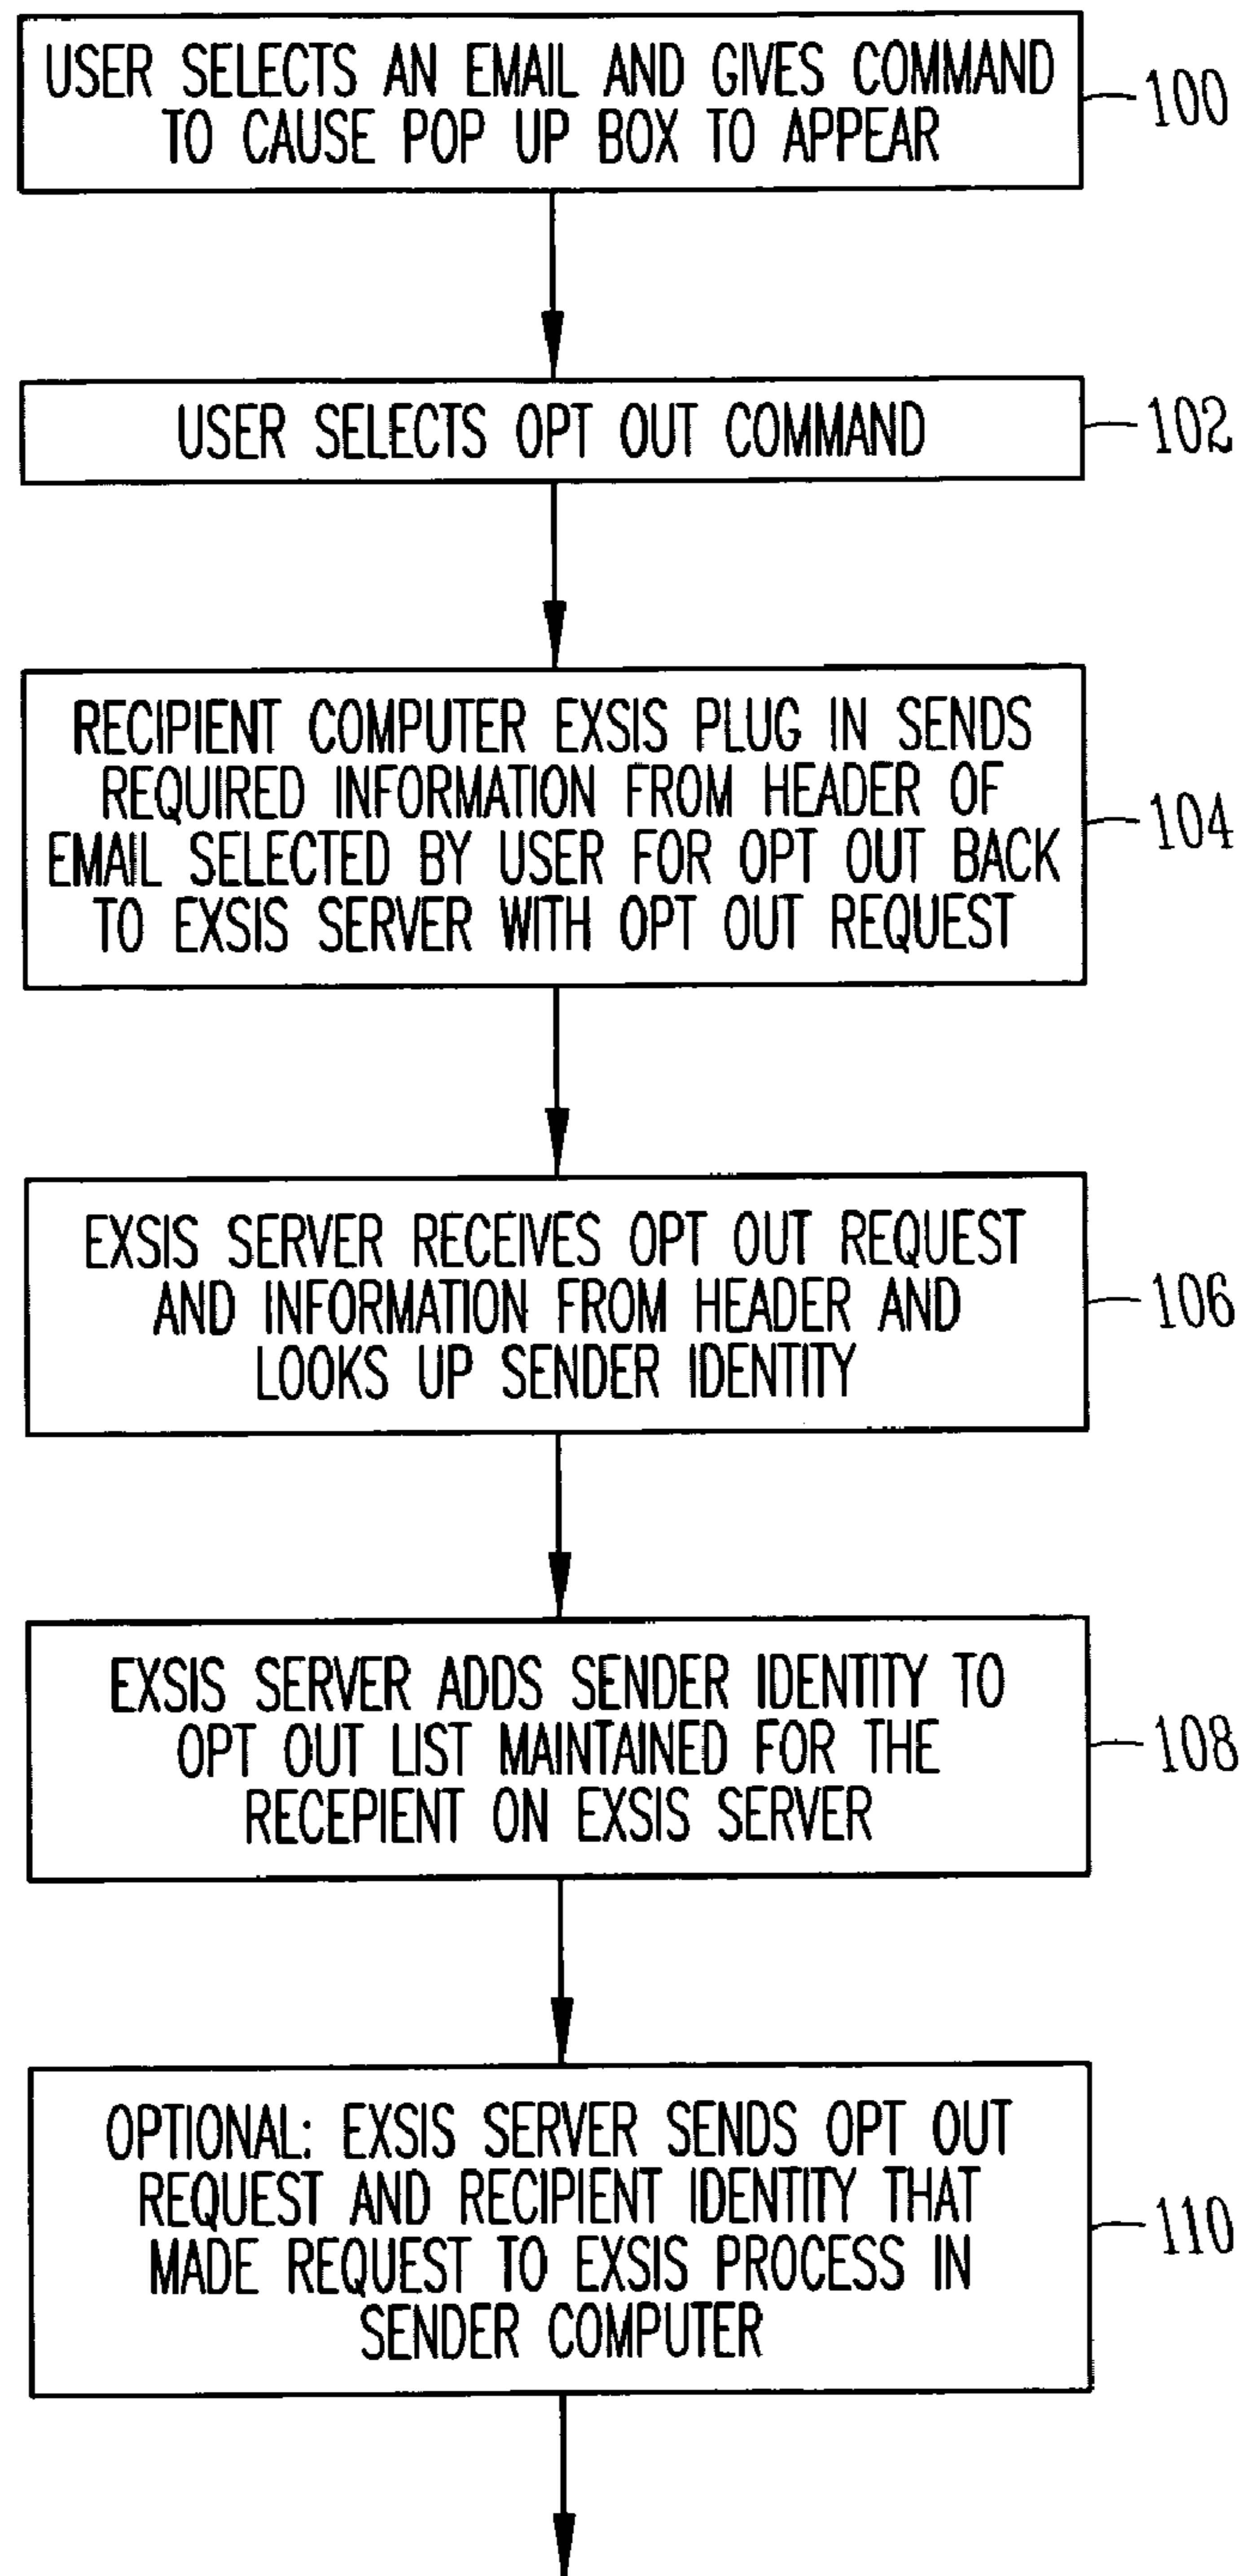 USER SELECTS AN EMAIL AND GIVES COMMAND
TO CAUSE POP UP BOX TO APPEAR
100
USER SELECTS OPT OUT COMMAND
102
RECIPIENT COMPUTER EXSIS PLUG IN SENDS
REQUIRED INFORMATION FROM HEADER OF
EMAIL SELECTED BY USER FOR OPT OUT BACK
TO EXSIS SERVER WITH OPT OUT REQUEST
104
EXSIS SERVER RECEIVES OPT OUT REQUEST
AND INFORMATION FROM HEADER AND
LOOKS UP SENDER IDENTITY
106
EXSIS SERVER ADDS SENDER IDENTITY TO
OPT OUT LIST MAINTAINED FOR THE
RECEPIENT ON EXSIS SERVER
108
OPTIONAL: EXSIS SERVER SENDS OPT OUT
REQUEST AND RECIPIENT IDENTITY THAT
MADE REQUEST TO EXSIS PROCESS IN
SENDER COMPUTER
110